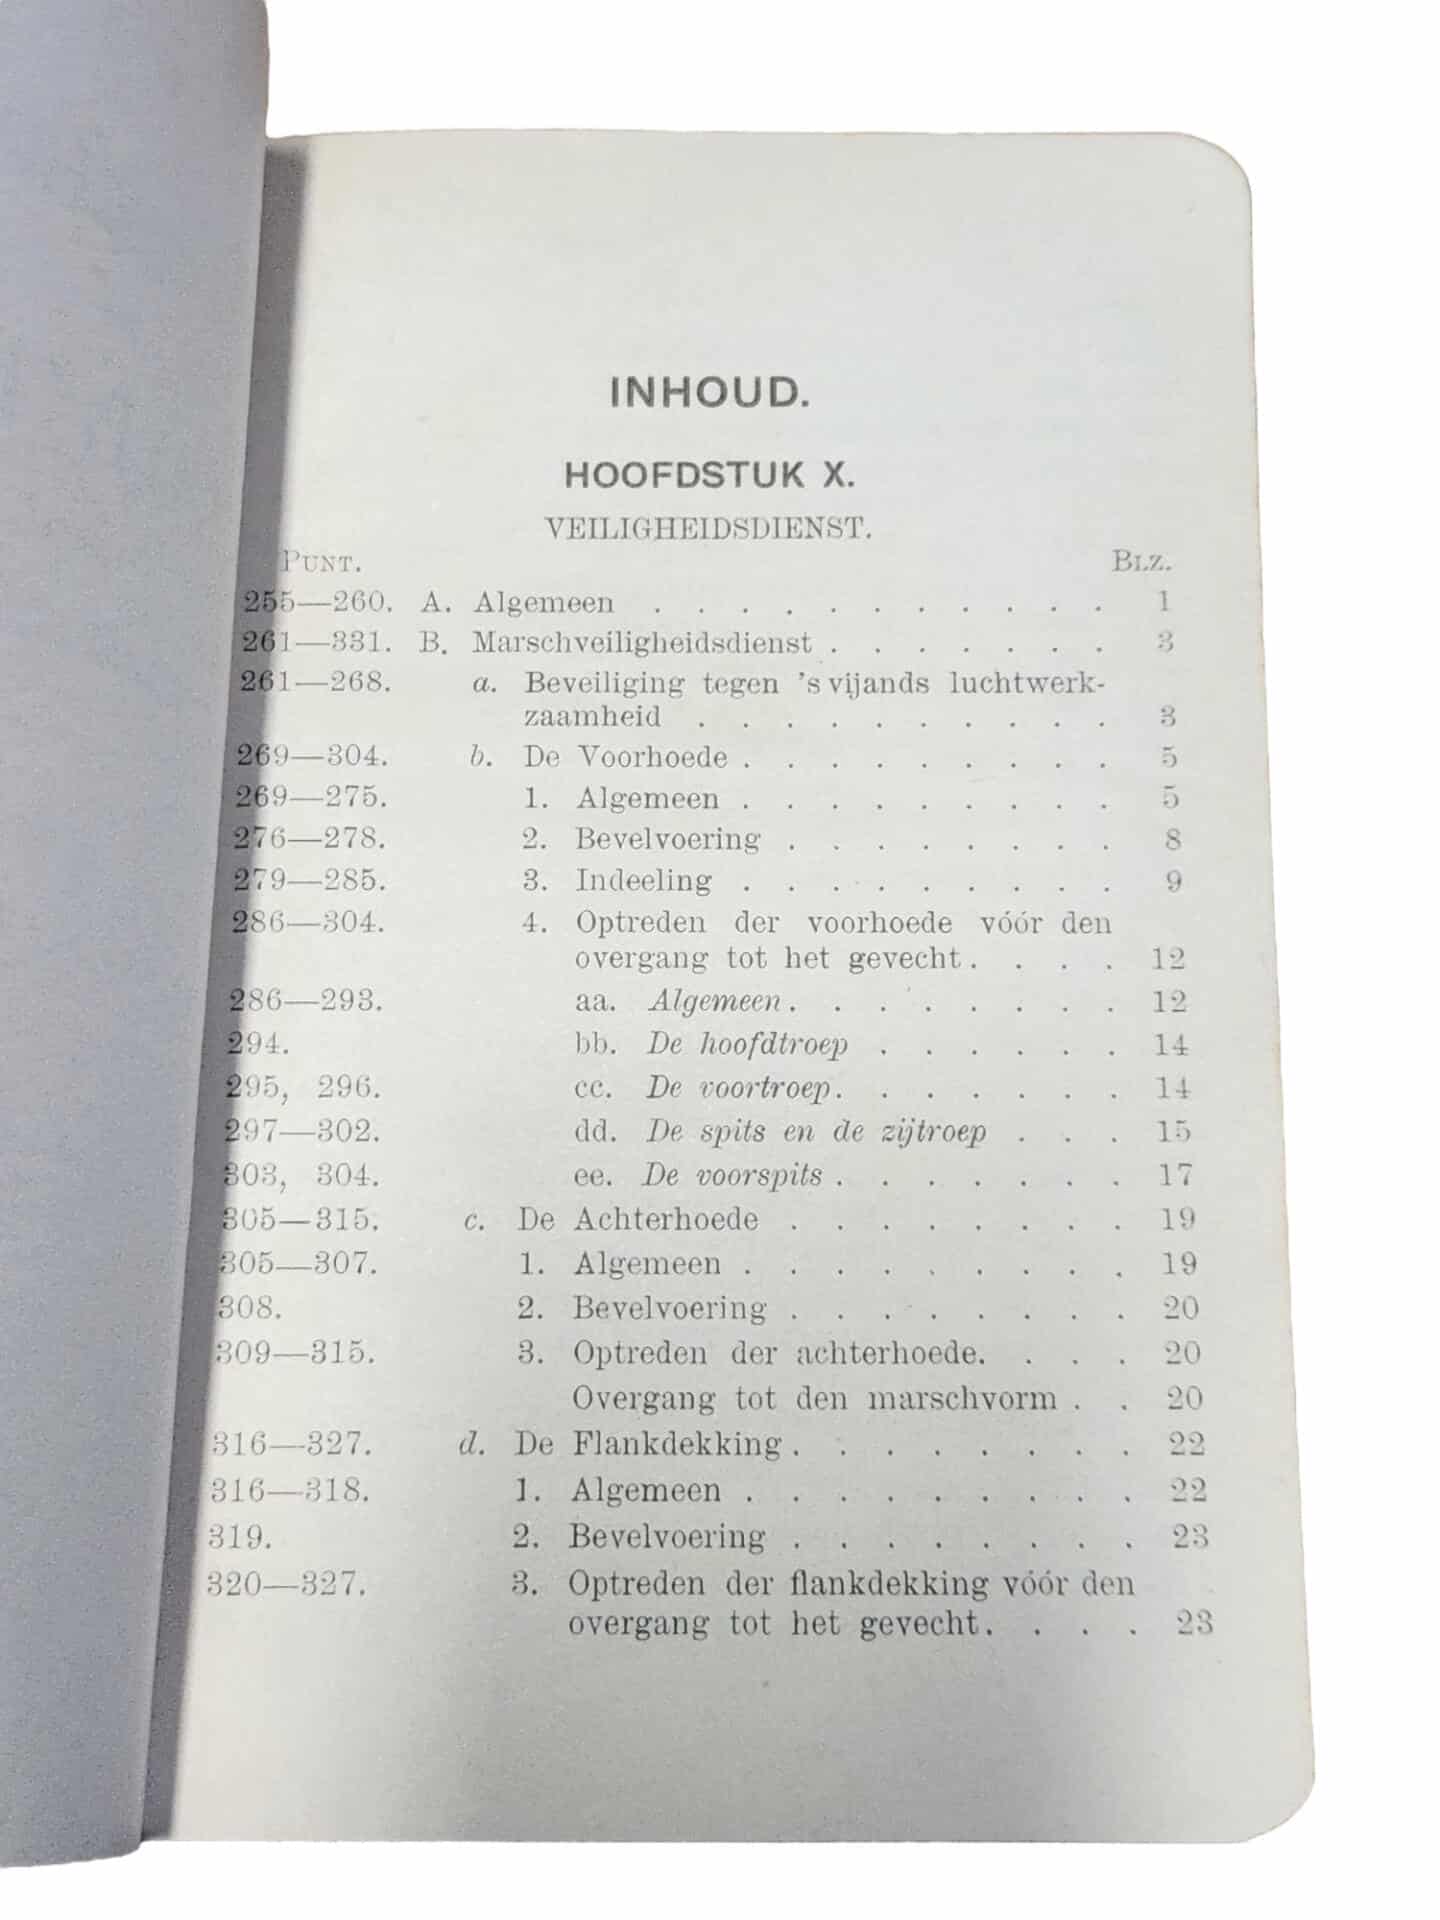 INHOUD.
HOOFDSTUK X.
VEILIGHEIDSDIENST.
PUNT. BLZ.
255—260. A. Algemeen . . . . . . . . . . . 1
261—331. B. Marschveiligheidsdienst . . . . . . . 3
261—268. a. Beveiliging tegen 's vijands luchtwerk-
zaamheid . . . . . . . . . . 3
269—304. b. De Voorhoede . . . . . . . . . 5
269—275. 1. Algemeen . . . . . . . . . 5
276—278. 2. Bevelvoering . . . . . . . . 8
279—285. 3. Indeeling . . . . . . . . . 9
286—304. 4. Optreden der voorhoede vóór den
overgang tot het gevecht . . . . 12
286—293. aa. Algemeen . . . . . . . . 12
294. bb. De hoofdtroep . . . . . . 14
295, 296. cc. De voortroep . . . . . . . 14
297—302. dd. De spits en de zijtroep . . . 15
303, 304. ee. De voorspits . . . . . . . 17
305—315. c. De Achterhoede . . . . . . . . 19
305—307. 1. Algemeen . . . . . . . . . 19
308. 2. Bevelvoering . . . . . . . . 20
309—315. 3. Optreden der achterhoede. . . . 20
Overgang tot den marschvorm . . 20
316—327. d. De Flankdekking . . . . . . . . 22
316—318. 1. Algemeen . . . . . . . . . 22
319. 2. Bevelvoering . . . . . . . . 23
320—327. 3. Optreden der flankdekking vóór den
overgang tot het gevecht . . . . 23